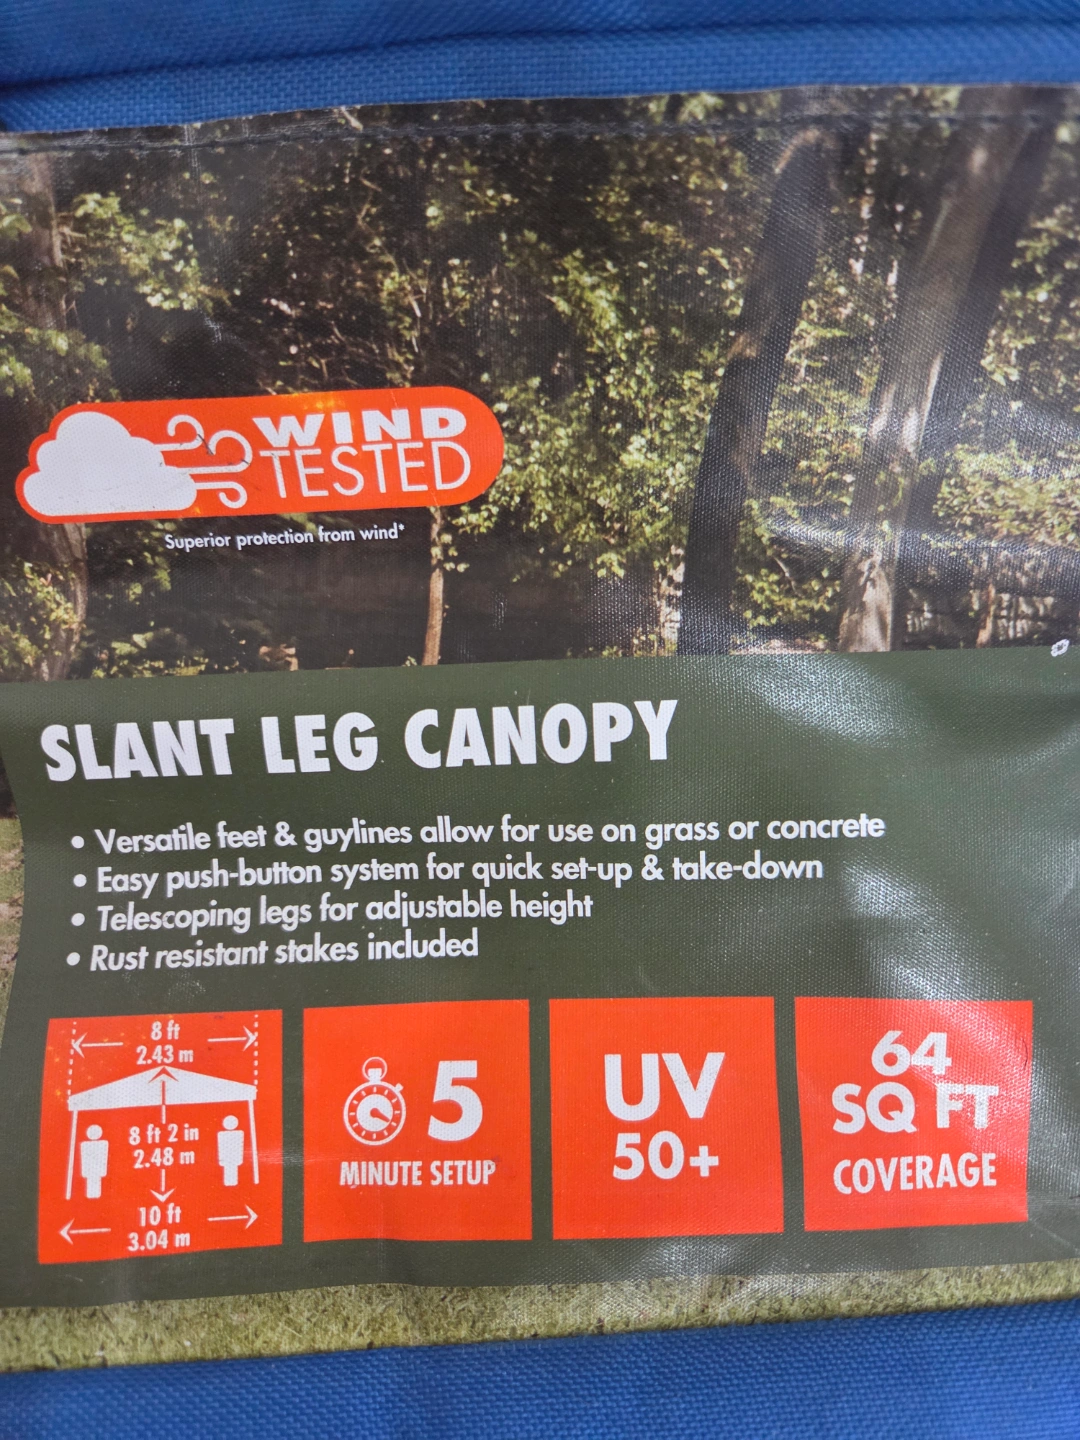 WIND
TESTED
Superior protection from wind*
SLANT LEG CANOPY
• Versatile feet & guylines allow for use on grass or concrete
• Easy push-button system for quick set-up & take-down
• Telescoping legs for adjustable height
• Rust resistant stakes included
8 ft
2.43 m
8 ft 2 in
2.48 m
10 ft
3.04 m
5
MINUTE SETUP
UV
50+
64
SQ FT
COVERAGE